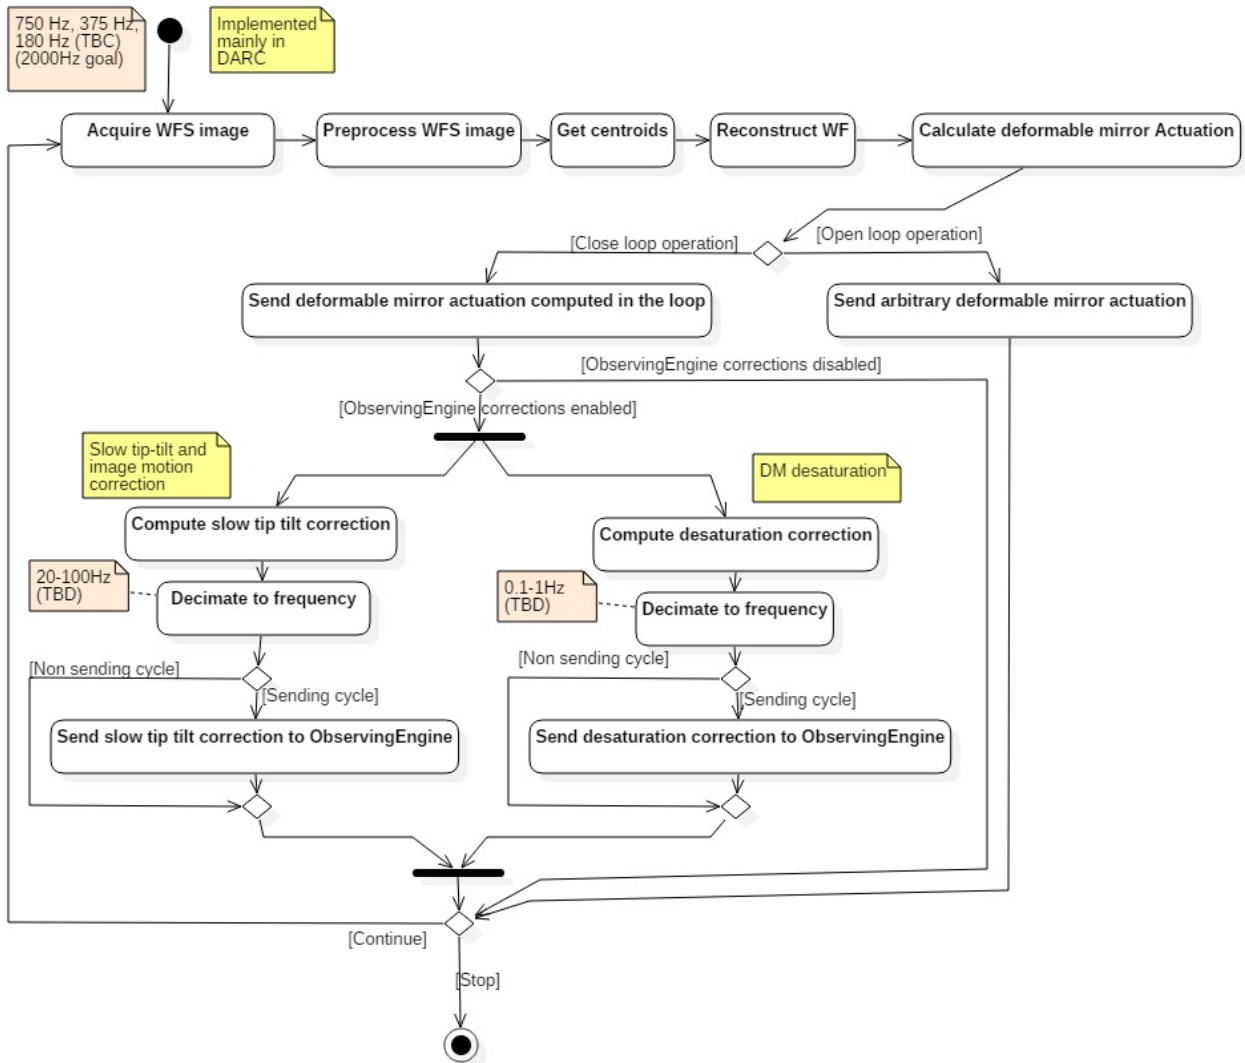 750 Hz, 375 Hz,
180 Hz (TBC)
(2000Hz goal)
Implemented
mainly in
DARC
Acquire WFS image
Preprocess WFS image
Get centroids
Reconstruct WF
Calculate deformable mirror Actuation
[Close loop operation]
[Open loop operation]
Send deformable mirror actuation computed in the loop
Send arbitrary deformable mirror actuation
[ObservingEngine corrections disabled]
[ObservingEngine corrections enabled]
Slow tip-tilt and
image motion
correction
DM desaturation
Compute slow tip tilt correction
Compute desaturation correction
20-100Hz
(TBD)
Decimate to frequency
0.1-1Hz
(TBD)
Decimate to frequency
[Non sending cycle]
[Sending cycle]
[Non sending cycle]
[Sending cycle]
Send slow tip tilt correction to ObservingEngine
Send desaturation correction to ObservingEngine
[Continue]
[Stop]